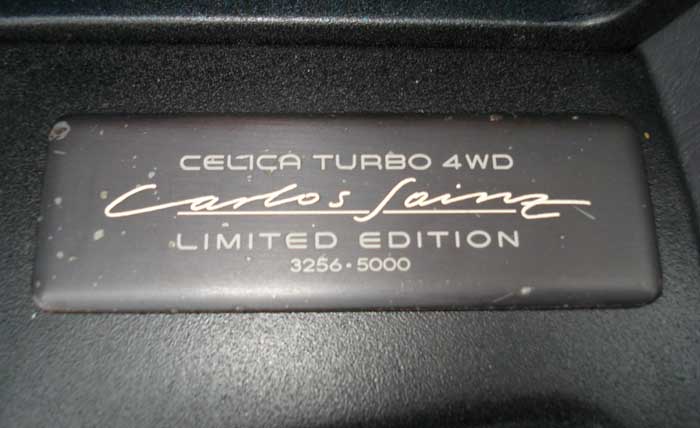 CELICA TURBO 4WD
Carlos Sainz
LIMITED EDITION
3256·5000